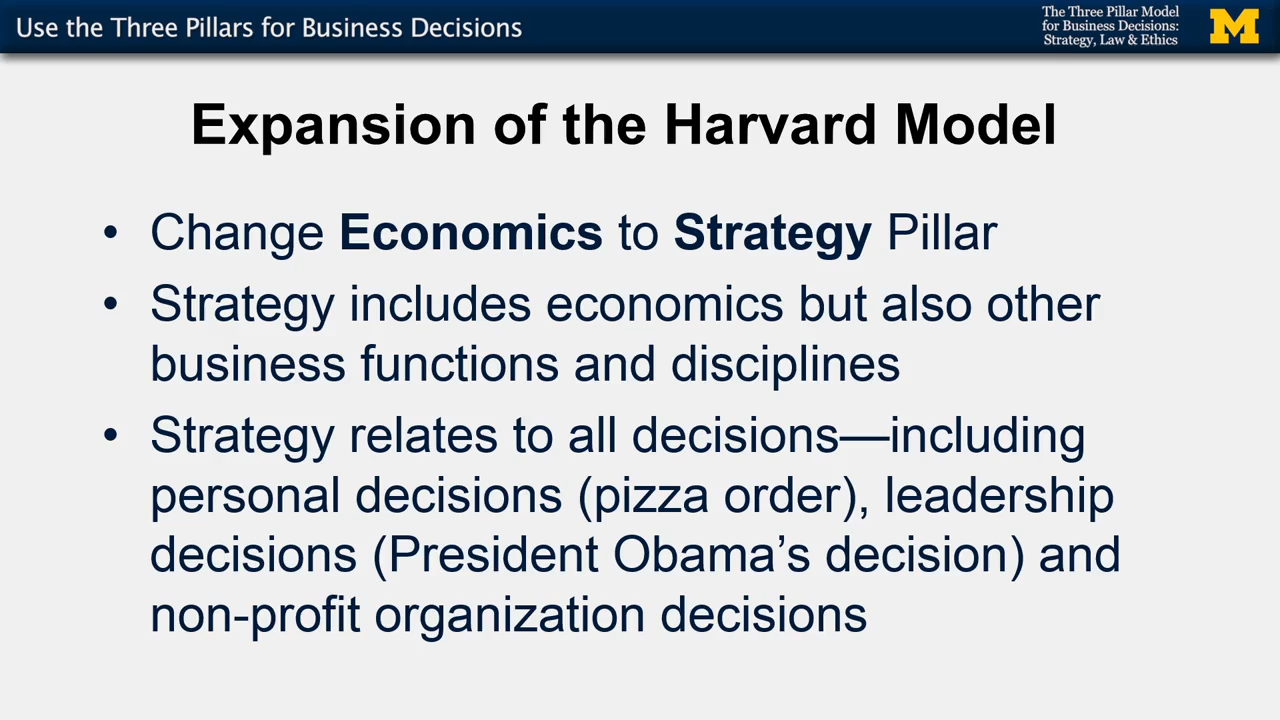 Use the Three Pillars for Business Decisions
The Three Pillar Model
for Business Decisions:
Strategy, Law & Ethics
M
Expansion of the Harvard Model
• Change Economics to Strategy Pillar
• Strategy includes economics but also other
business functions and disciplines
• Strategy relates to all decisions—including
personal decisions (pizza order), leadership
decisions (President Obama’s decision) and
non-profit organization decisions